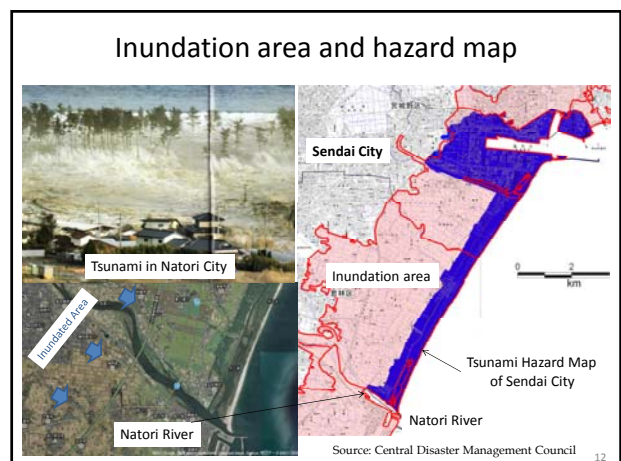 Inundation area and hazard map
Tsunami in Natori City
Inundated Area
Natori River
Sendai City
Inundation area
0 2
km
Tsunami Hazard Map
of Sendai City
Natori River
Source: Central Disaster Management Council
12